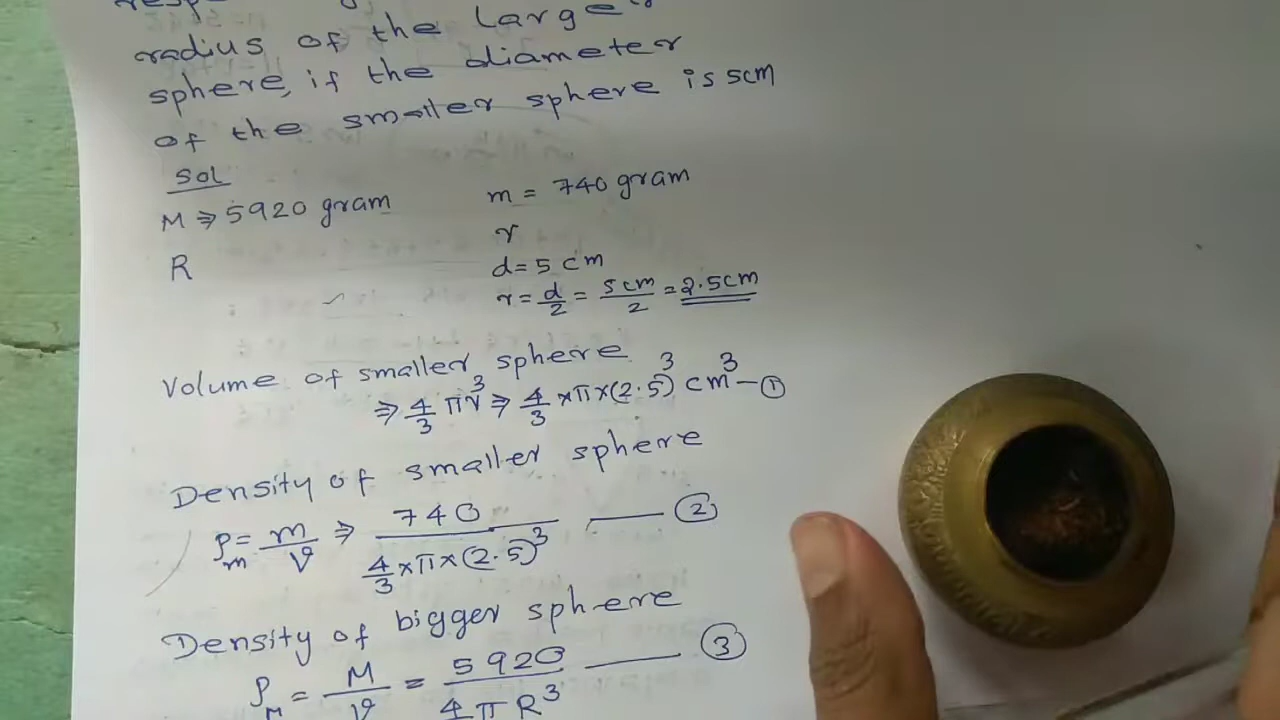 radius of the large
sphere, if the diameter
of the smaller sphere is 5cm
Sol
M ⇒ 5920 gram
m = 740 gram
R
r
d = 5 cm
r = d/2 = 5cm/2 = 2.5cm
Volume of smaller sphere
⇒ 4/3 πr³ ⇒ 4/3 × π × (2.5)³ cm³ — ①
Density of smaller sphere
ρm = m/V ⇒ 740 / 4/3 × π × (2.5)³ — ②
Density of bigger sphere
ρM = M/V = 5920 / 4 π R³ — ③